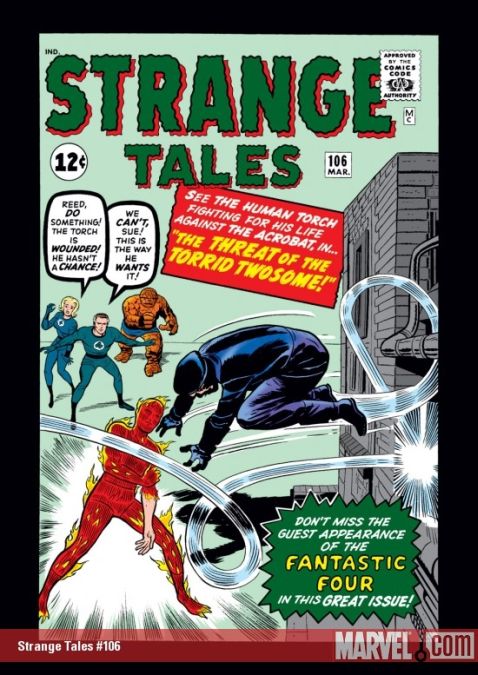 IND.
STRANGE
TALES
APPROVED
BY THE
COMICS
CODE
CA
AUTHORITY
M
C
12¢
106
MAR.
SEE THE HUMAN TORCH
FIGHTING FOR HIS LIFE
AGAINST THE ACROBAT, IN...
"THE THREAT OF THE
TORRID TWOSOME!"
REED,
DO
SOMETHING!
THE TORCH
IS
WOUNDED!
HE HASN'T
A CHANCE!
WE
CAN'T,
SUE!
THIS IS
THE WAY
HE
WANTS
IT!
4
4
DON'T MISS THE
GUEST APPEARANCE
OF THE
FANTASTIC
FOUR
IN THIS GREAT ISSUE!
Strange Tales #106
MARVEL.com